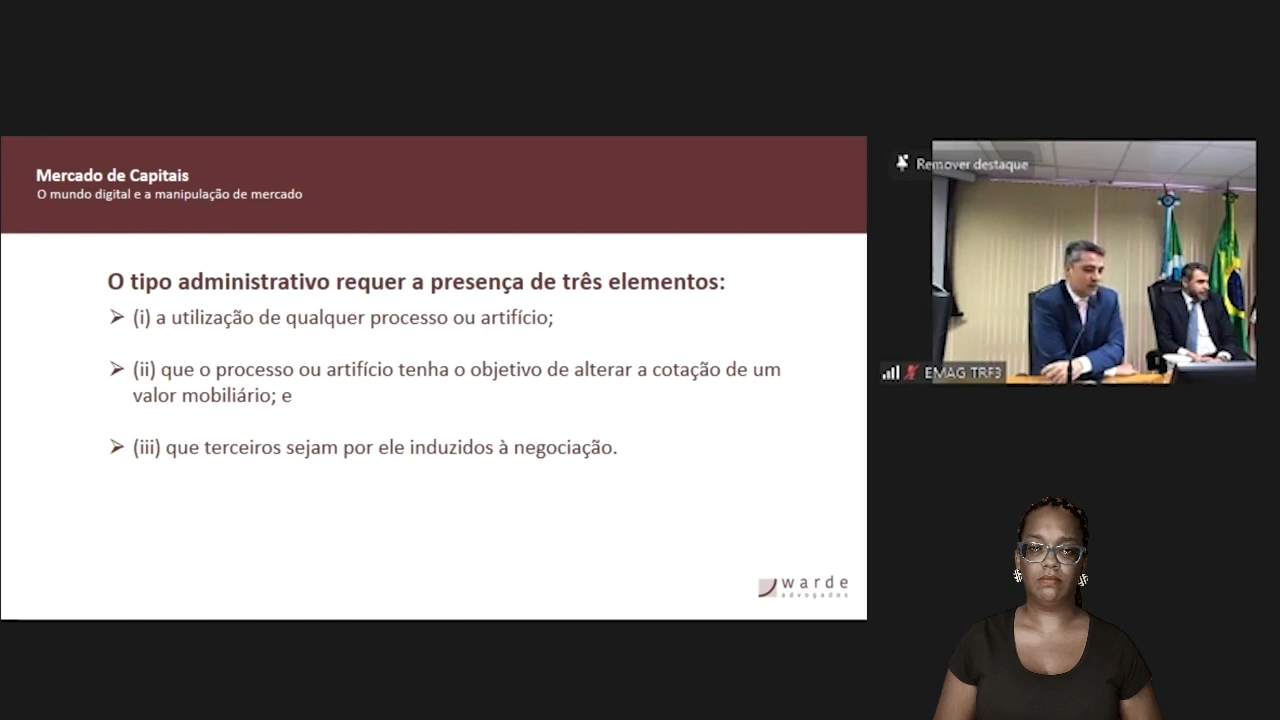 Mercado de Capitais
O mundo digital e a manipulação de mercado
O tipo administrativo requer a presença de três elementos:
(i) a utilização de qualquer processo ou artifício;
(ii) que o processo ou artifício tenha o objetivo de alterar a cotação de um
valor mobiliário; e
(iii) que terceiros sejam por ele induzidos à negociação.
warde
advogados
Remover destaque
EMAG TRF3